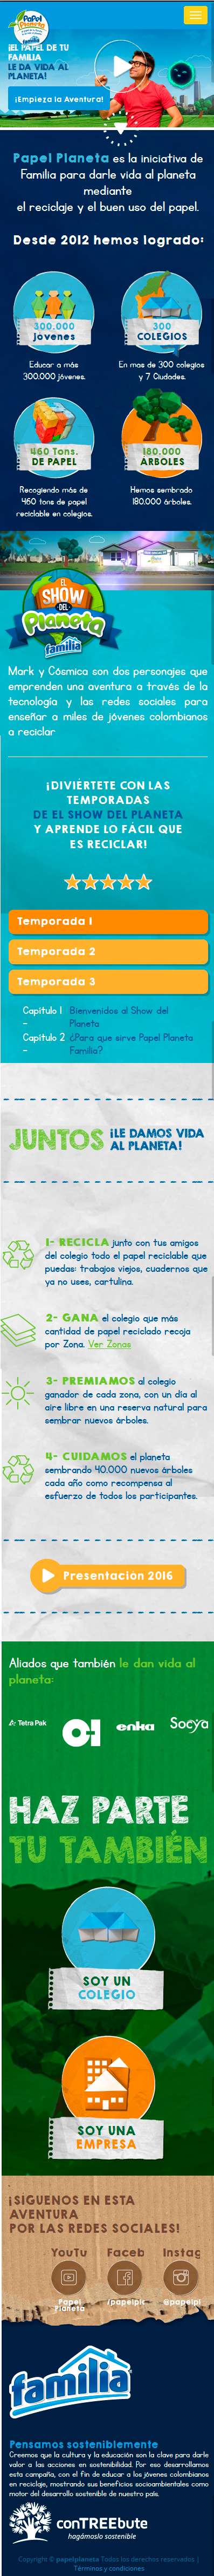 Papel
Planeta
familia
¡EL PAPEL DE TU
FAMILIA
LE DA VIDA AL
PLANETA!
¡Empieza la Aventura!
Papel Planeta es la iniciativa de
Familia para darle vida al planeta
mediante
el reciclaje y el buen uso del papel.
Desde 2012 hemos logrado:
300.000
Jóvenes
300
COLEGIOS
Educar a más
300.000 jóvenes.
En mas de 300 colegios
y 7 Ciudades.
460 Tons.
DE PAPEL
180.000
ÁRBOLES
Recogiendo más de
460 tons de papel
reciclable en colegios.
Hemos sembrado
180.000 árboles.
EL
SHOW
DEL
Planeta
familia
Mark y Cósmica son dos personajes que
emprenden una aventura a través de la
tecnología y las redes sociales para
enseñar a miles de jóvenes colombianos
a reciclar
¡DIVIÉRTETE CON LAS
TEMPORADAS
DE EL SHOW DEL PLANETA
Y APRENDE LO FÁCIL QUE
ES RECICLAR!
Temporada 1
Temporada 2
Temporada 3
Capítulo 1 – Bienvenidos al Show del
Planeta
Capítulo 2 – ¿Para que sirve Papel Planeta
Familia?
JUNTOS ¡LE DAMOS VIDA
AL PLANETA!
1- RECICLA junto con tus amigos
del colegio todo el papel reciclable que
puedas: trabajos viejos, cuadernos que
ya no uses, cartulina.
2- GANA el colegio que más
cantidad de papel reciclado recoja
por Zona. Ver Zonas
3- PREMIAMOS al colegio
ganador de cada zona, con un día al
aire libre en una reserva natural para
sembrar nuevos árboles.
4- CUIDAMOS el planeta
sembrando 40.000 nuevos árboles
cada año como recompensa al
esfuerzo de todos los participantes.
Presentación 2016
Aliados que también le dan vida al
planeta:
Tetra Pak
enka
Socya
HAZ PARTE
TÚ TAMBIÉN
SOY UN
COLEGIO
SOY UNA
EMPRESA
¡SÍGUENOS EN ESTA
AVENTURA
POR LAS REDES SOCIALES!
YouTu
Faceb
Instag
Papel
Planeta
/papelpl
@papelpl
familia
Pensamos sosteniblemente
Creemos que la cultura y la educación son la clave para darle
valor a las acciones en sostenibilidad. Por eso desarrollamos
esta campaña, con el fin de educar a los jóvenes colombianos
en reciclaje, mostrando sus beneficios socioambientales como
motor del desarrollo sostenible de nuestro país.
conTREEbute
hagámoslo sostenible
Copyright © papelplaneta Todos los derechos reservados |
Términos y condiciones